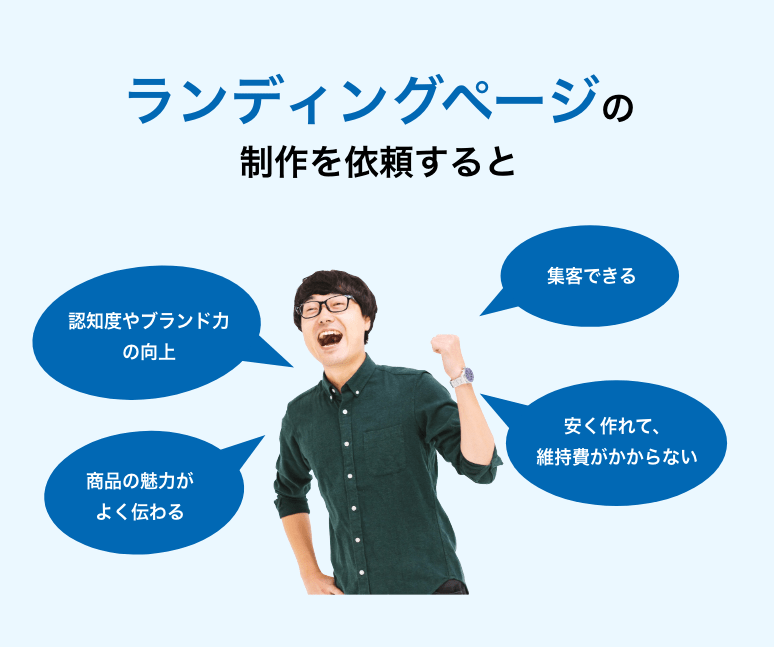 ランディングページの
制作を依頼すると
集客できる
認知度やブランド力
の向上
安く作れて、
維持費がかからない
商品の魅力が
よく伝わる